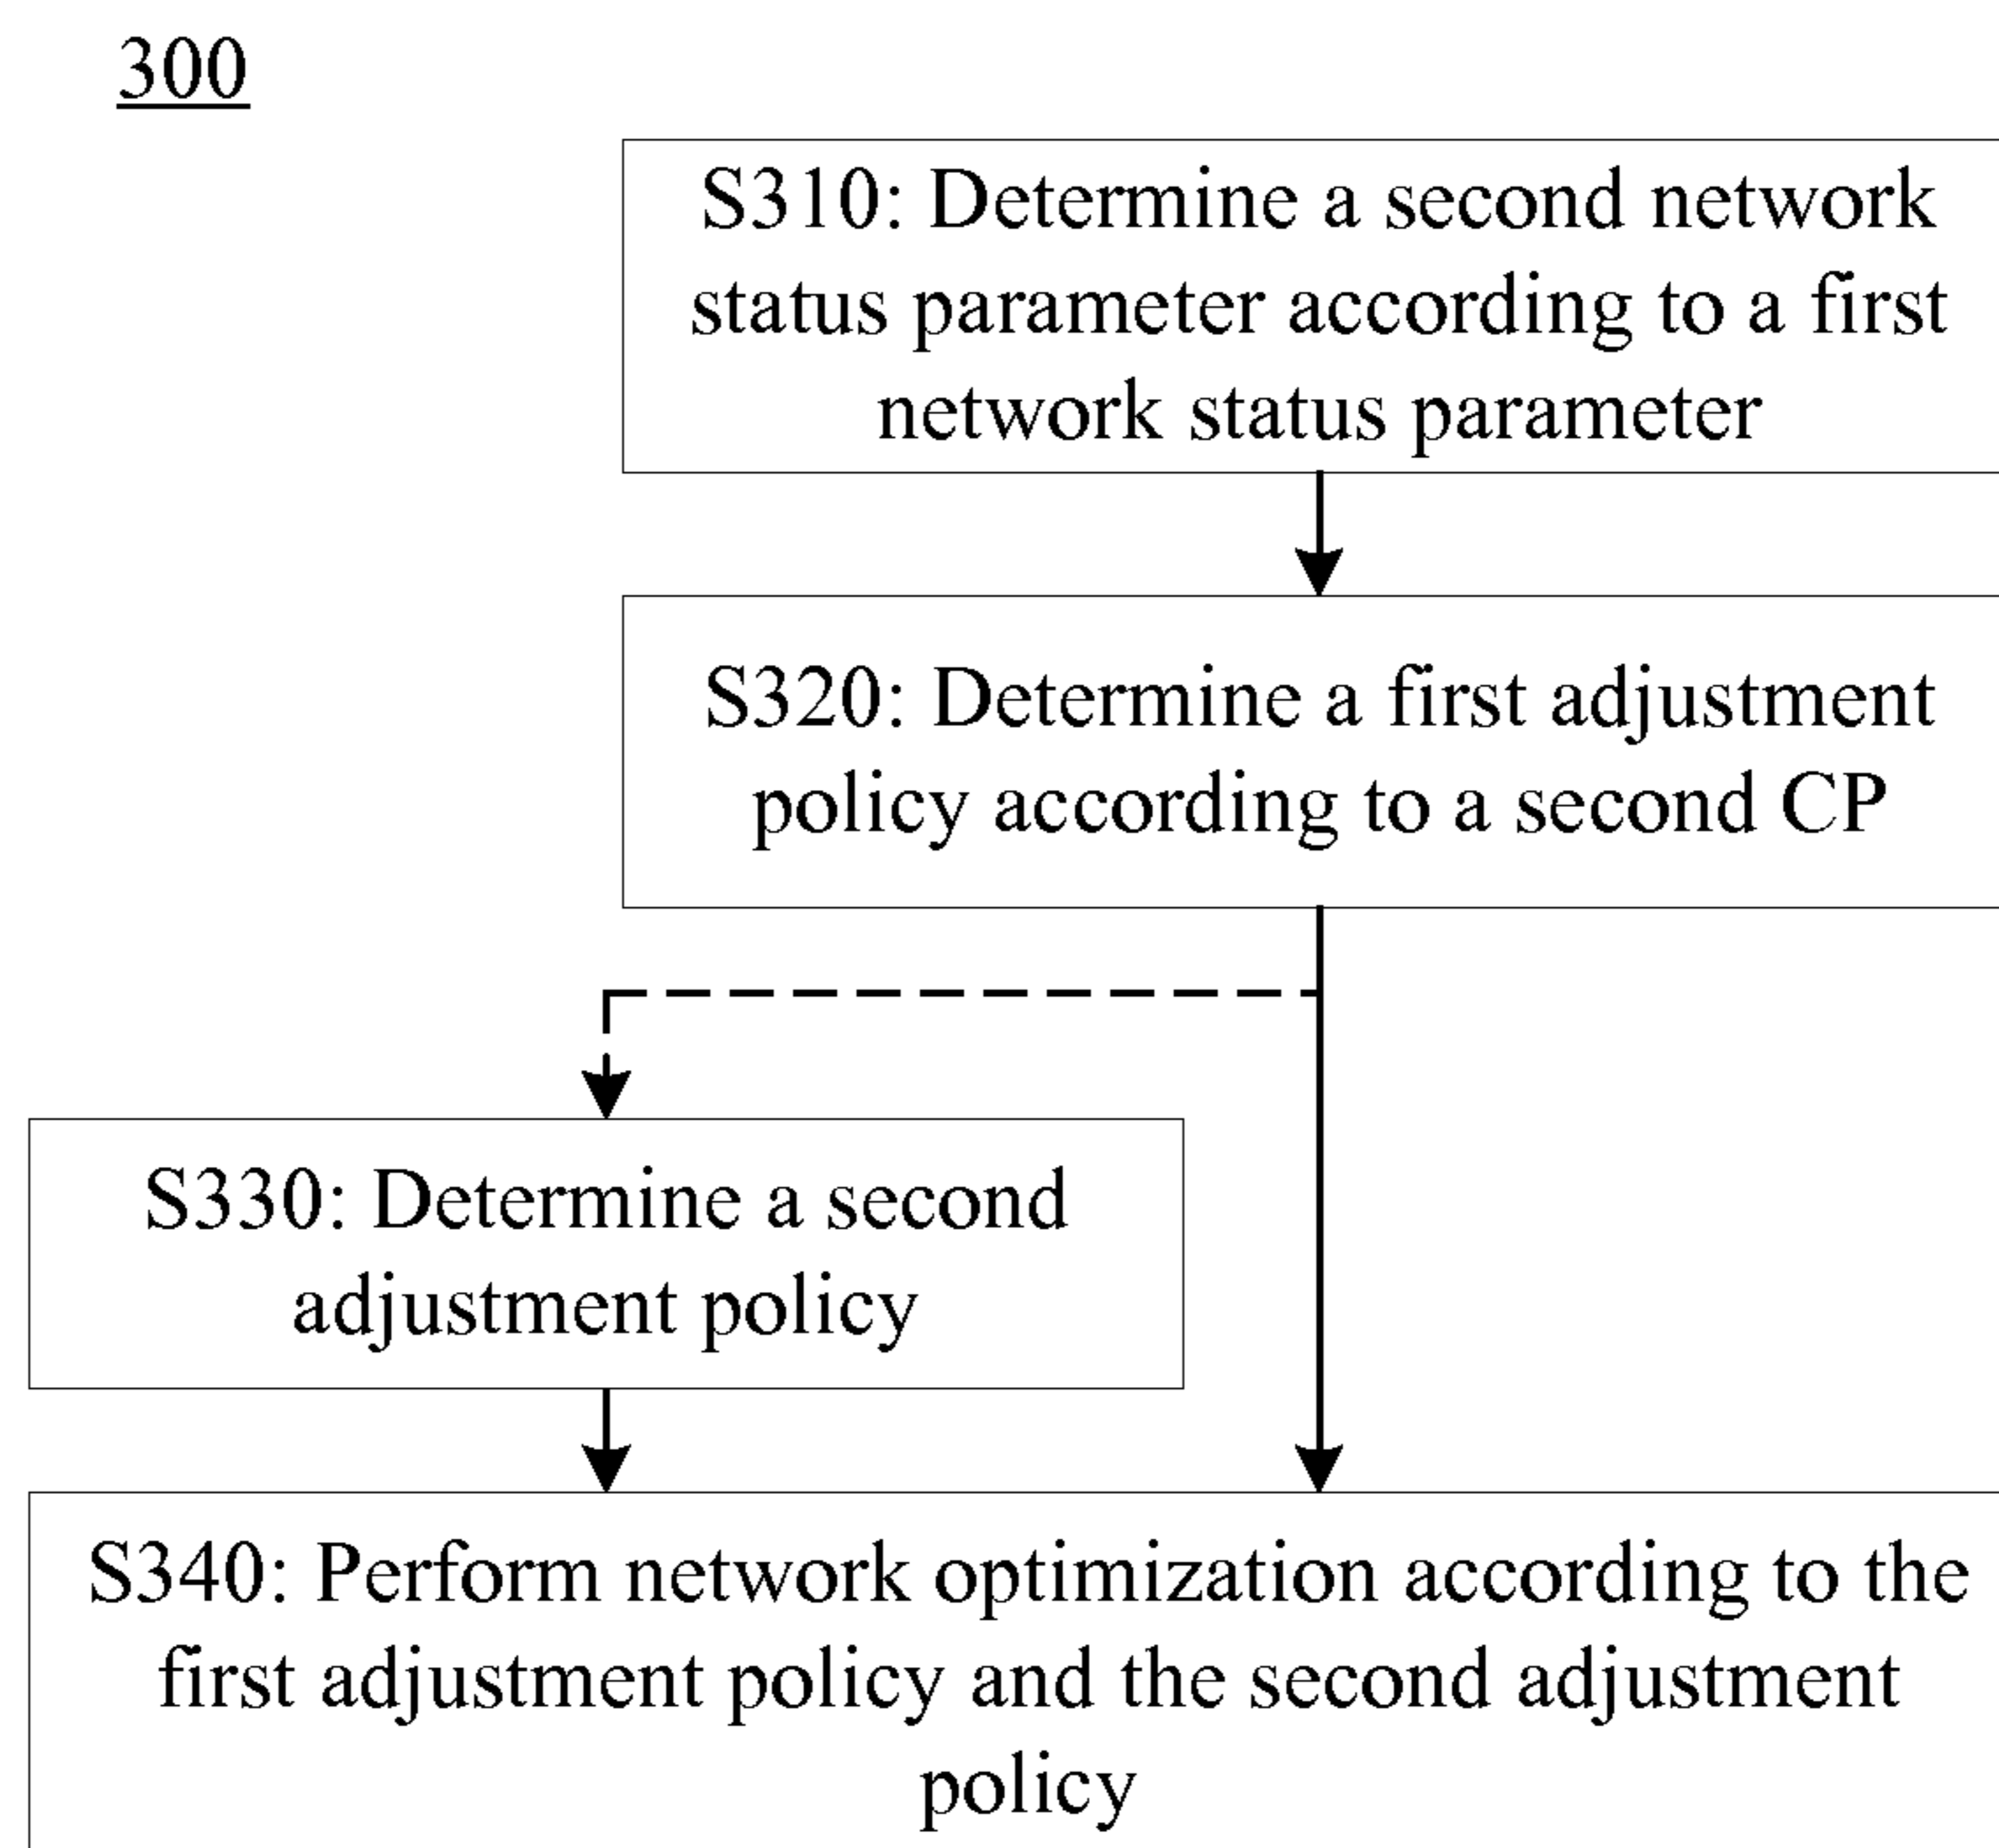 300
S310: Determine a second network
status parameter according to a first
network status parameter
S320: Determine a first adjustment
policy according to a second CP
S330: Determine a second
adjustment policy
S340: Perform network optimization according to the
first adjustment policy and the second adjustment
policy